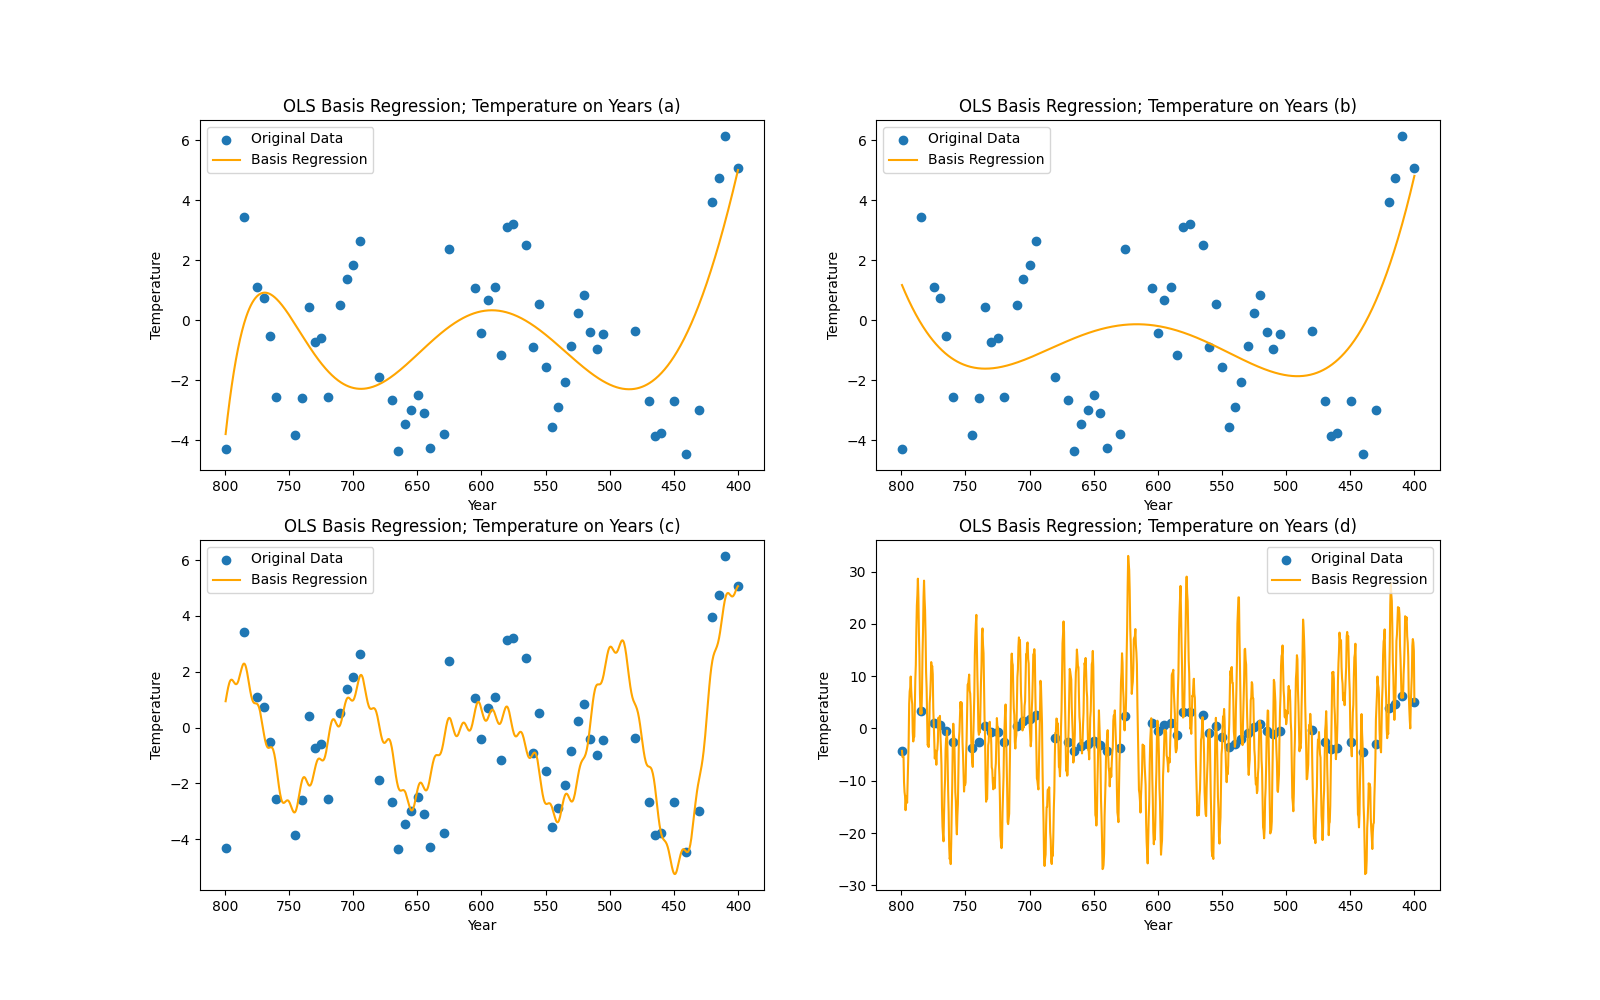 OLS Basis Regression; Temperature on Years (a)
Original Data
Basis Regression
6
4
2
0
−2
−4
Temperature
800 750 700 650 600 550 500 450 400
Year
OLS Basis Regression; Temperature on Years (b)
Original Data
Basis Regression
6
4
2
0
−2
−4
Temperature
800 750 700 650 600 550 500 450 400
Year
OLS Basis Regression; Temperature on Years (c)
Original Data
Basis Regression
6
4
2
0
−2
−4
Temperature
800 750 700 650 600 550 500 450 400
Year
OLS Basis Regression; Temperature on Years (d)
Original Data
Basis Regression
30
20
10
0
−10
−20
−30
Temperature
800 750 700 650 600 550 500 450 400
Year